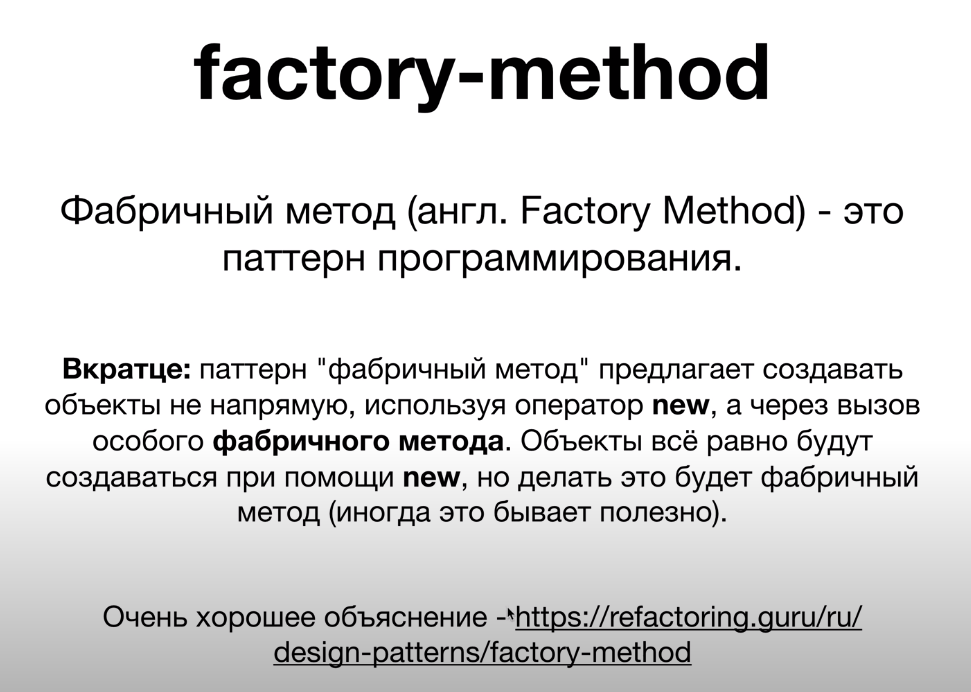 factory-method
Фабричный метод (англ. Factory Method) - это
паттерн программирования.
Вкратце: паттерн "фабричный метод" предлагает создавать
объекты не напрямую, используя оператор new, а через вызов
особого фабричного метода. Объекты всё равно будут
создаваться при помощи new, но делать это будет фабричный
метод (иногда это бывает полезно).
Очень хорошее объяснение - https://refactoring.guru/ru/
design-patterns/factory-method